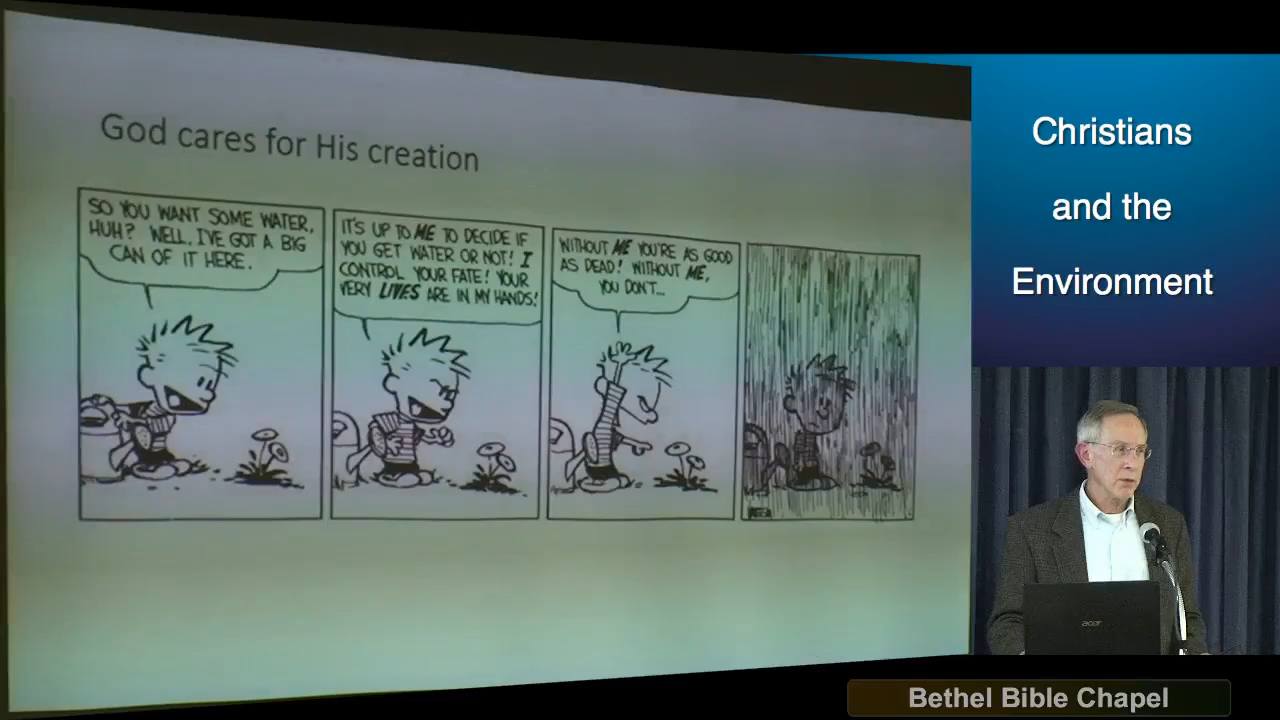 God cares for His creation
SO YOU WANT SOME WATER,
HUH? WELL, I'VE GOT A BIG
CAN OF IT HERE.
IT'S UP TO ME TO DECIDE IF
YOU GET WATER OR NOT! I
CONTROL YOUR FATE! YOUR
VERY LIVES ARE IN MY HANDS!
WITHOUT ME YOU'RE AS GOOD
AS DEAD! WITHOUT ME,
YOU DON'T...
Christians
and the
Environment
acer
Bethel Bible Chapel